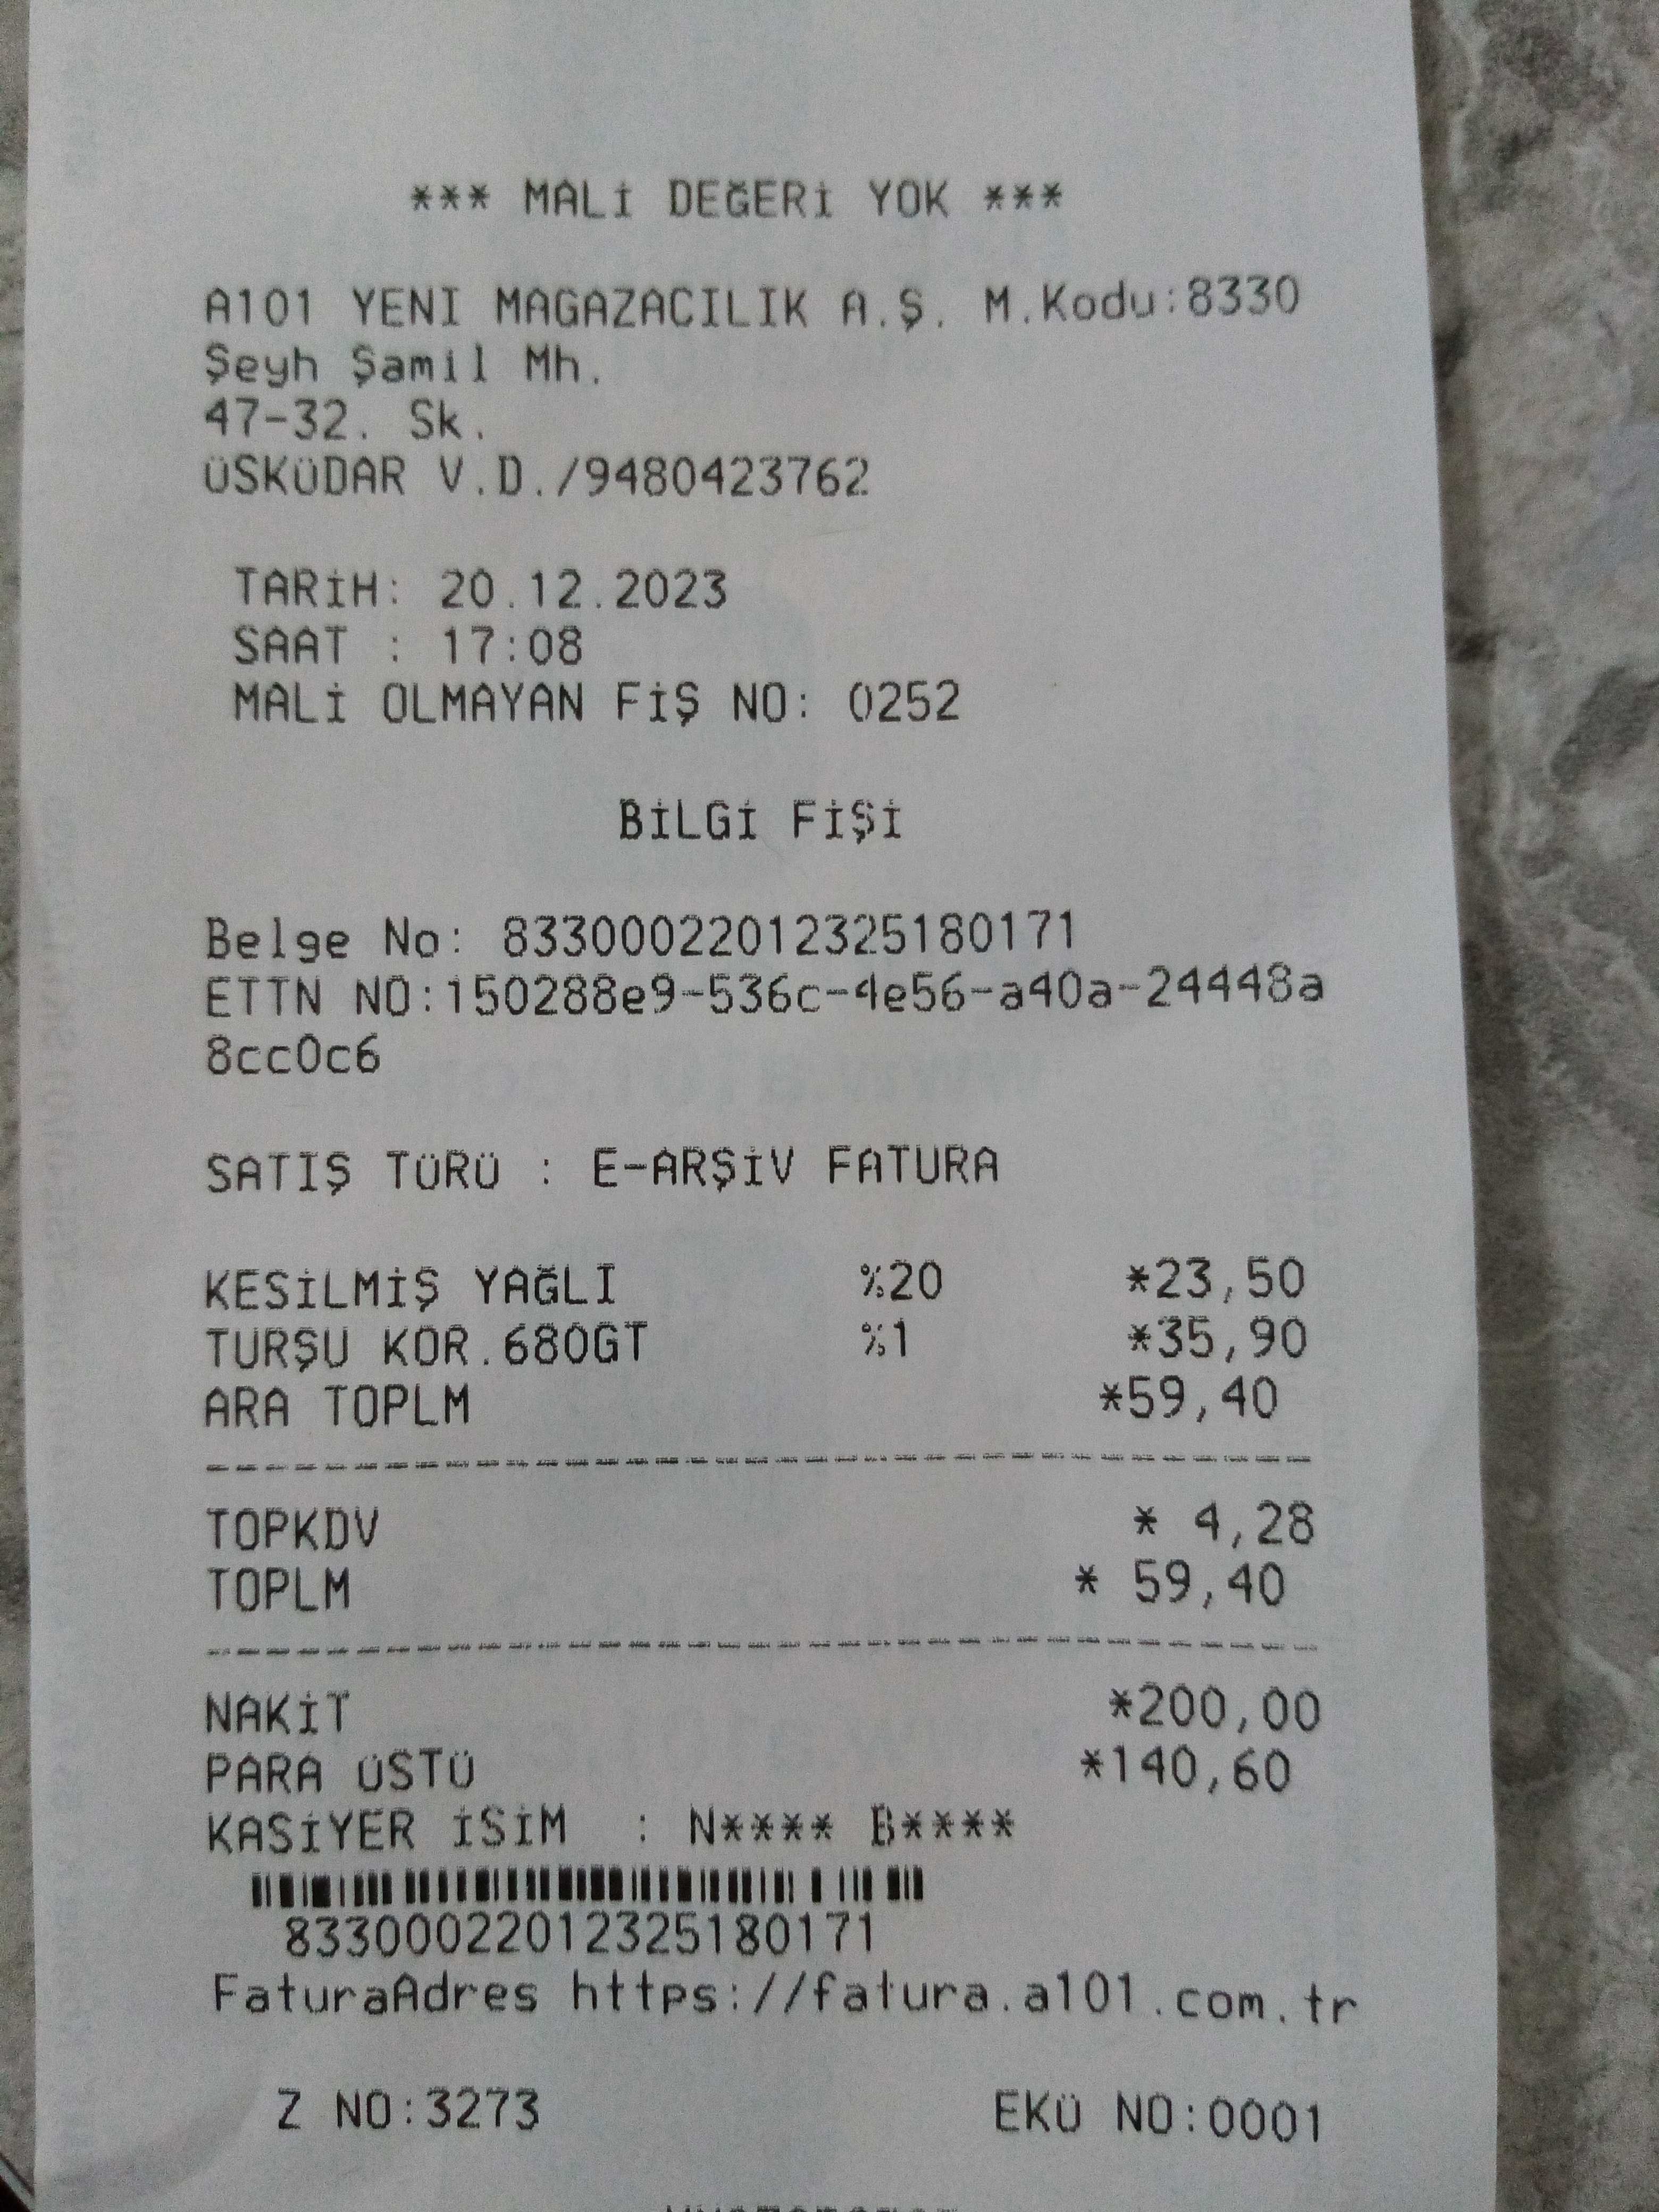 *** MALİ DEĞERİ YOK ***
A101 YENI MAGAZACILIK A.Ş. M.Kodu:8330
Şeyh Şamil Mh.
47-32. Sk.
ÜSKÜDAR V.D./9480423762
TARİH: 20.12.2023
SAAT : 17:08
MALİ OLMAYAN FİŞ NO: 0252
BİLGİ FİŞİ
Belge No: 83300022012325180171
ETTN NO:150288e9-536c-4e56-a40a-24448a
8cc0c6
SATIŞ TÜRÜ : E-ARŞİV FATURA
KESİLMİŞ YAĞLI %20 *23,50
TURŞU KOR.680GT %1 *35,90
ARA TOPLM *59,40
TOPKDV * 4,28
TOPLM * 59,40
NAKİT *200,00
PARA ÜSTÜ *140,60
KASİYER İSİM : N**** B****
83300022012325180171
FaturaAdres https://fatura.a101.com.tr
Z NO:3273 EKÜ NO:0001